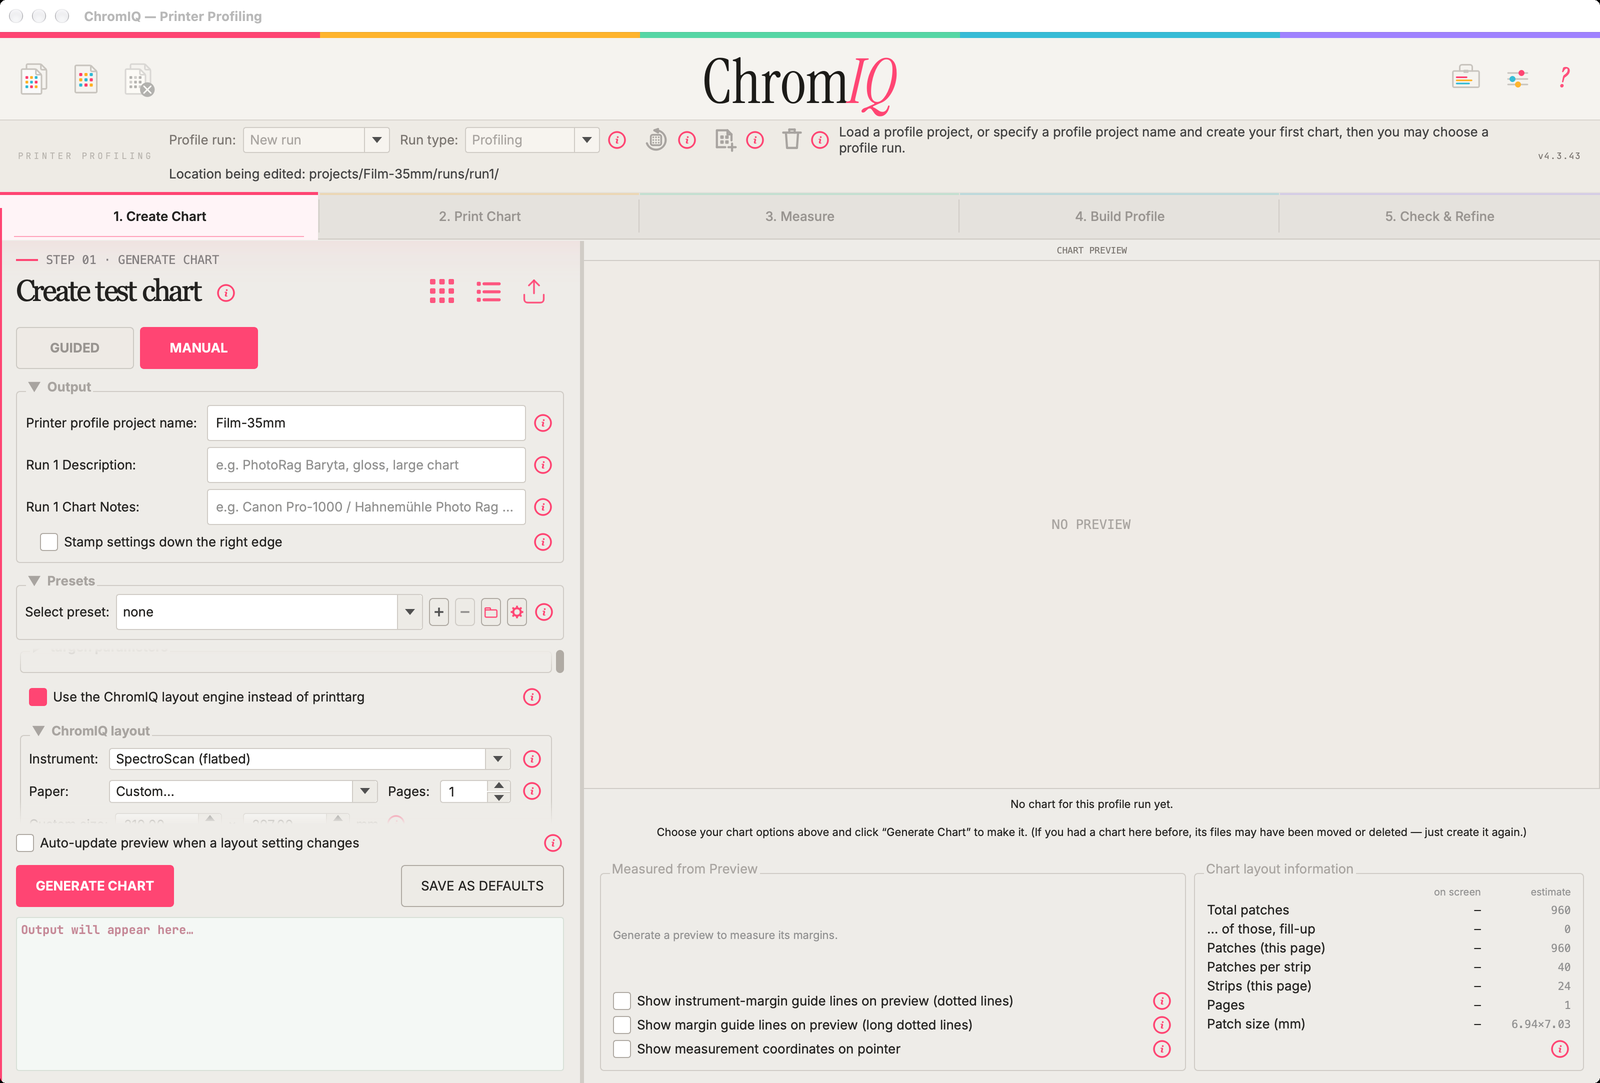 ChromIQ — Printer Profiling
ChromIQ
?
PRINTER PROFILING
Profile run: New run Run type: Profiling
Load a profile project, or specify a profile project name and create your first chart, then you may choose a
profile run.
Location being edited: projects/Film-35mm/runs/run1/
v4.3.43
1. Create Chart 2. Print Chart 3. Measure 4. Build Profile 5. Check & Refine
STEP 01 · GENERATE CHART
Create test chart
GUIDED MANUAL
Output
Printer profile project name: Film-35mm
Run 1 Description: e.g. PhotoRag Baryta, gloss, large chart
Run 1 Chart Notes: e.g. Canon Pro-1000 / Hahnemühle Photo Rag ...
Stamp settings down the right edge
Presets
Select preset: none
Use the ChromIQ layout engine instead of printtarg
ChromIQ layout
Instrument: SpectroScan (flatbed)
Paper: Custom... Pages: 1
Auto-update preview when a layout setting changes
GENERATE CHART SAVE AS DEFAULTS
Output will appear here…
CHART PREVIEW
NO PREVIEW
No chart for this profile run yet.
Choose your chart options above and click “Generate Chart” to make it. (If you had a chart here before, its files may have been moved or deleted — just create it again.)
Measured from Preview
Generate a preview to measure its margins.
Show instrument-margin guide lines on preview (dotted lines)
Show margin guide lines on preview (long dotted lines)
Show measurement coordinates on pointer
Chart layout information
on screen estimate
Total patches – 960
... of those, fill-up – 0
Patches (this page) – 960
Patches per strip – 40
Strips (this page) – 24
Pages – 1
Patch size (mm) – 6.94×7.03